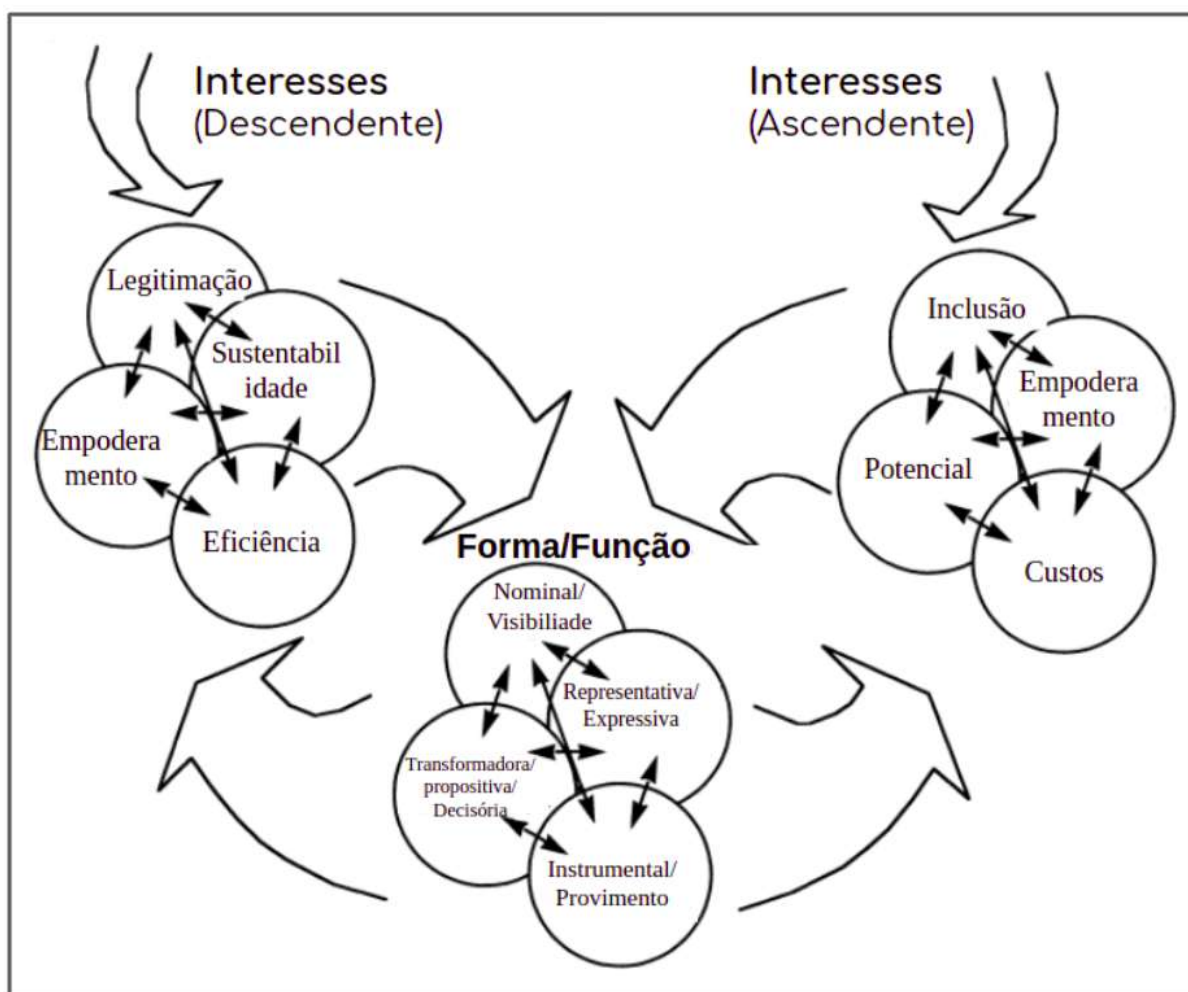 Interesses
(Descendente)
Interesses
(Ascendente)
Legitimação
Sustentabil
idade
Empodera
mento
Eficiência
Inclusão
Empodera
mento
Potencial
Custos
Forma/Função
Nominal/
Visibiliade
Representativa/
Expressiva
Transformadora/
propositiva/
Decisória
Instrumental/
Provimento